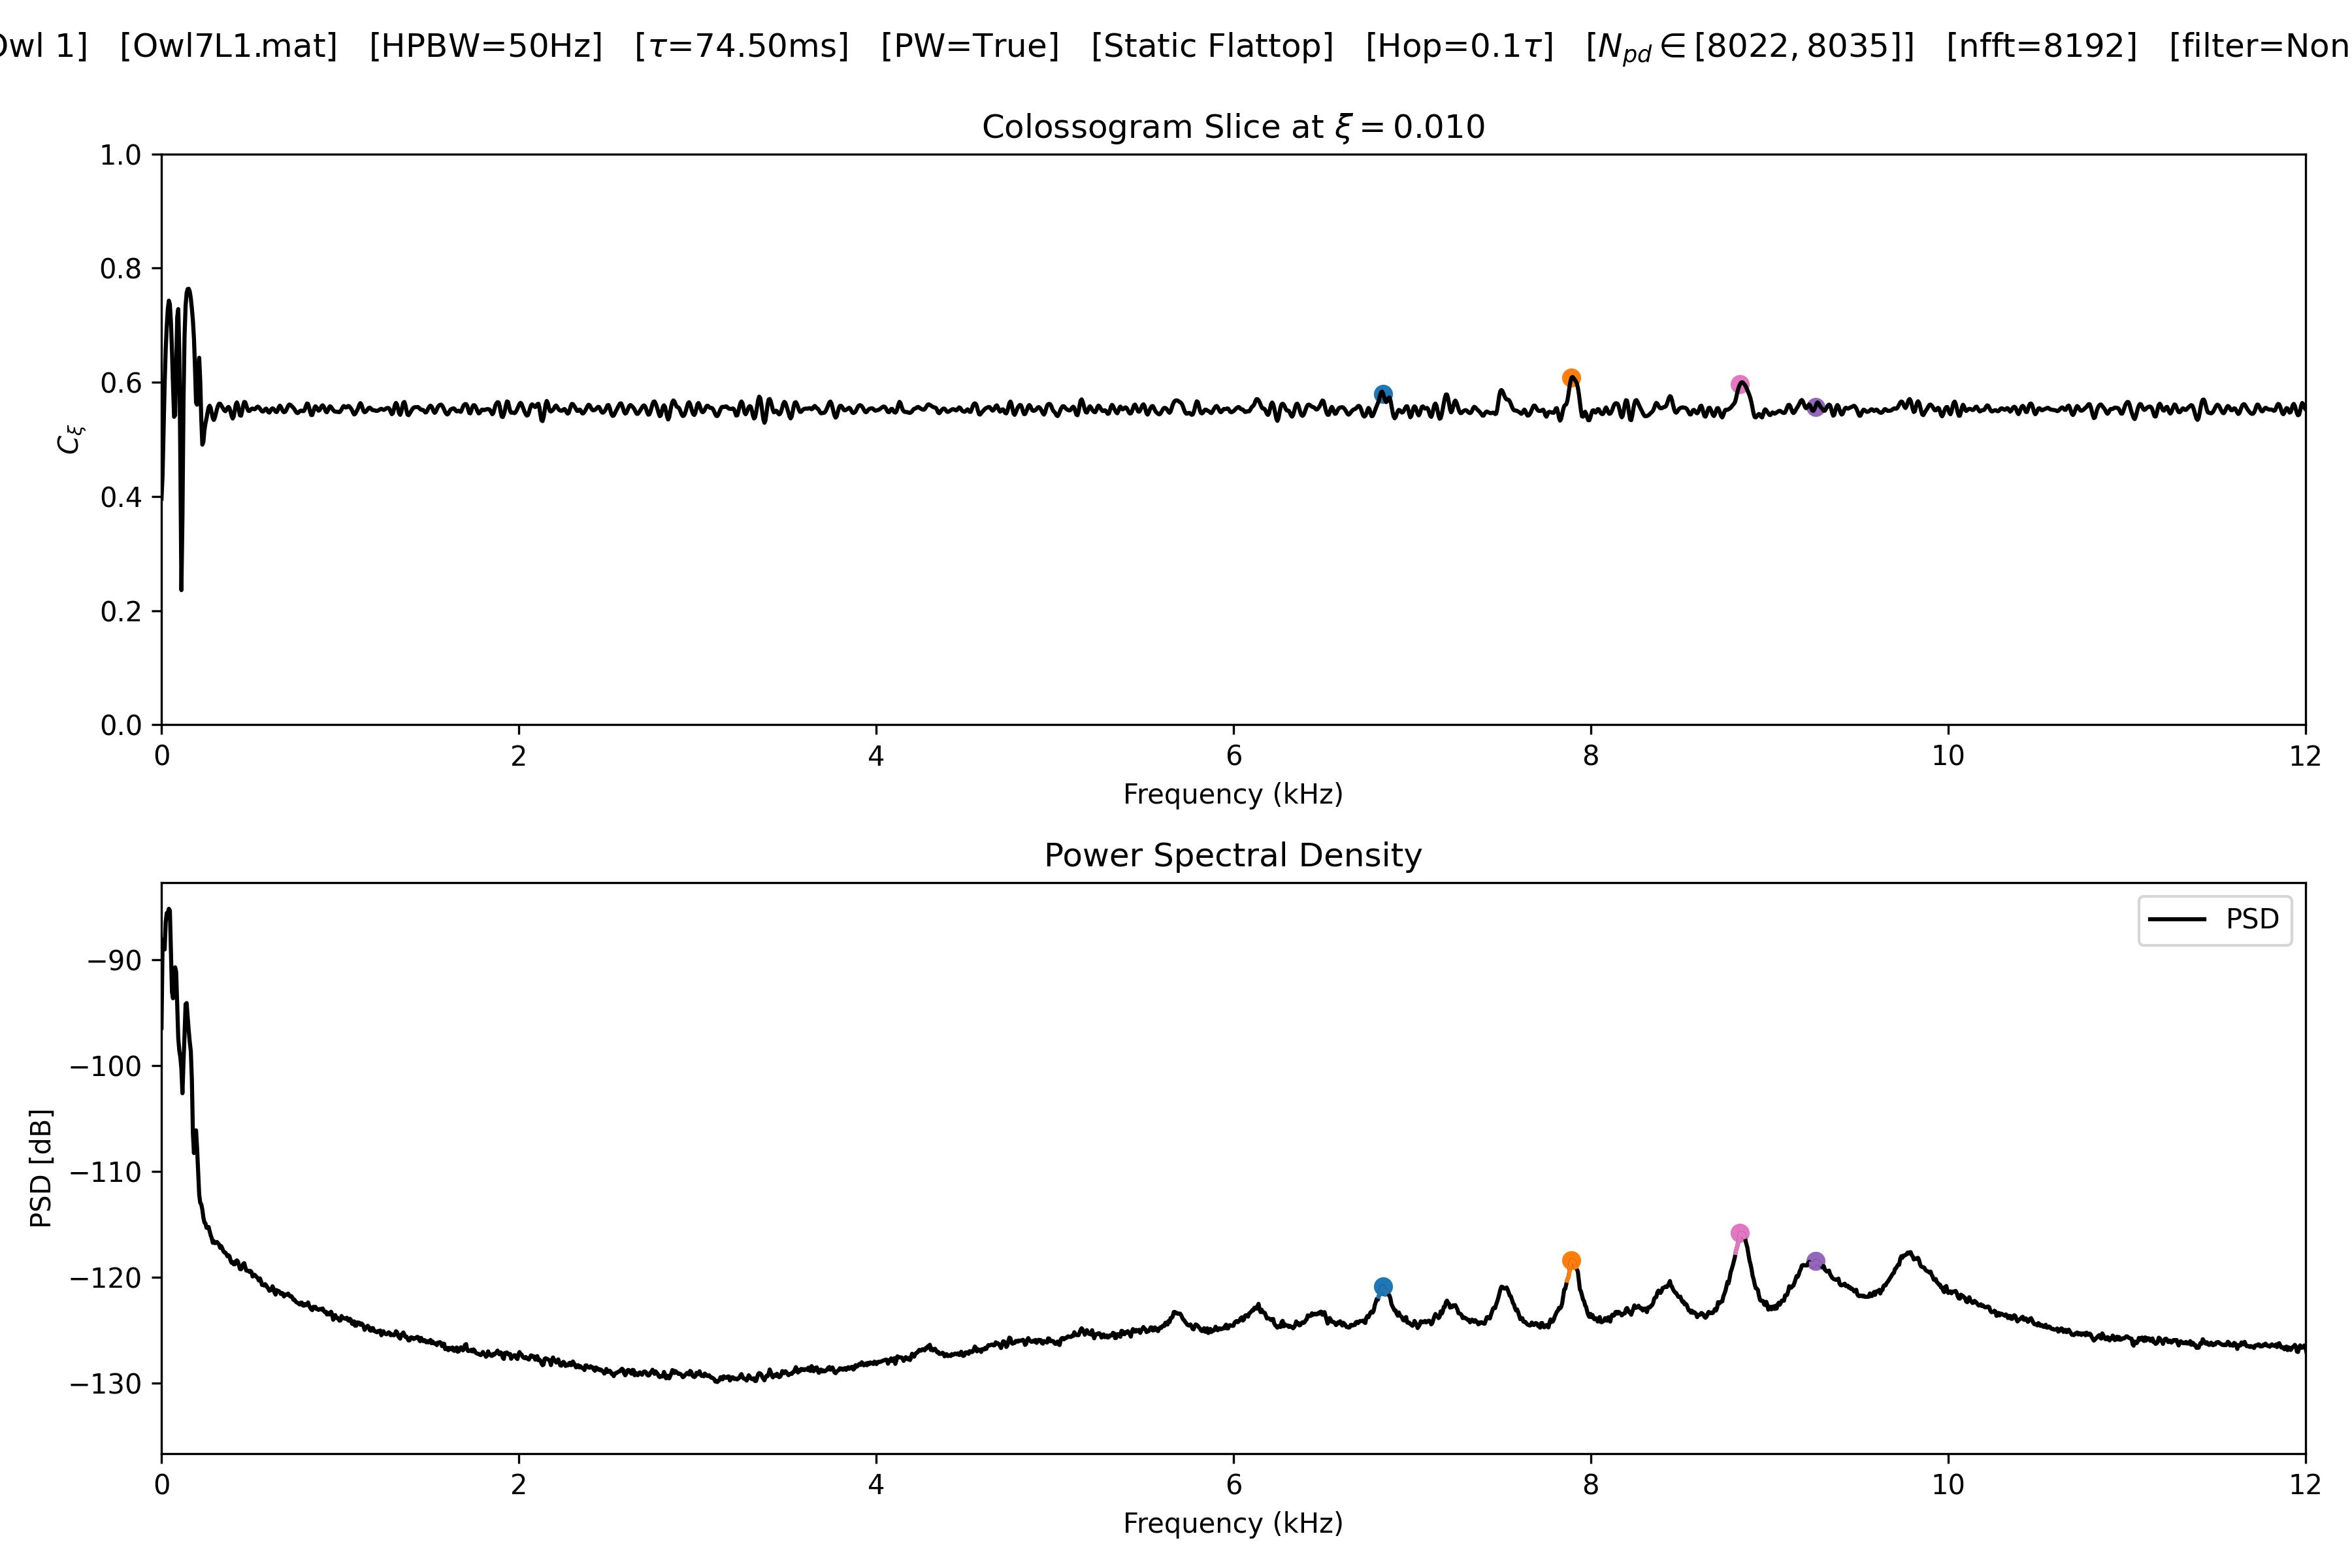 Owl 1] [Owl7L1.mat] [HPBW=50Hz] [τ=74.50ms] [PW=True] [Static Flattop] [Hop=0.1τ] [N_pd ∈ [8022, 8035]] [nfft=8192] [filter=Non
Colossogram Slice at ξ = 0.010
1.0
0.8
0.6
0.4
0.2
0.0
C_ξ
0 2 4 6 8 10 12
Frequency (kHz)
Power Spectral Density
PSD
−90
−100
−110
−120
−130
PSD [dB]
0 2 4 6 8 10 12
Frequency (kHz)